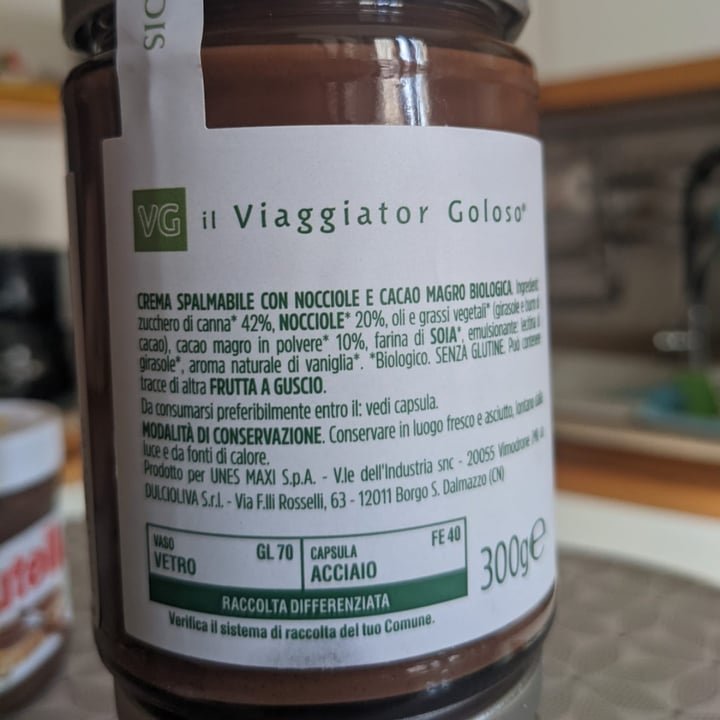 SIC
VG il Viaggiator Goloso®
CREMA SPALMABILE CON NOCCIOLE E CACAO MAGRO BIOLOGICA. Ingredienti:
zucchero di canna* 42%, NOCCIOLE* 20%, oli e grassi vegetali* (girasole e burro di
cacao), cacao magro in polvere* 10%, farina di SOIA*, emulsionante: lecitina di
girasole*, aroma naturale di vaniglia*. *Biologico. SENZA GLUTINE. Può contenere
tracce di altra FRUTTA A GUSCIO.
Da consumarsi preferibilmente entro il: vedi capsula.
MODALITÀ DI CONSERVAZIONE. Conservare in luogo fresco e asciutto, lontano dalla
luce e da fonti di calore.
Prodotto per UNES MAXI S.p.A. - V.le dell'Industria snc - 20055 Vimodrone (MI) da
DULCIOLIVA S.r.l. - Via F.lli Rosselli, 63 - 12011 Borgo S. Dalmazzo (CN)
VASO GL 70 CAPSULA FE 40
VETRO ACCIAIO
300g℮
RACCOLTA DIFFERENZIATA
Verifica il sistema di raccolta del tuo Comune.
utella